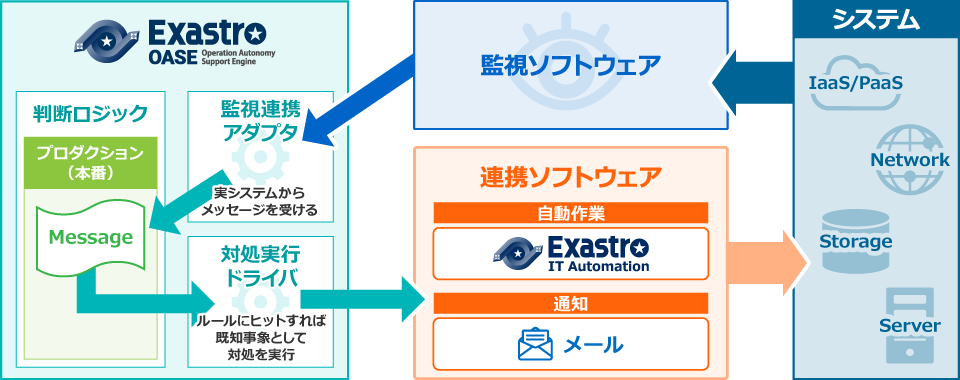 Exastro
OASE Operation Autonomy
Support Engine
判断ロジック
プロダクション
（本番）
Message
監視連携
アダプタ
実システムから
メッセージを受ける
対処実行
ドライバ
ルールにヒットすれば
既知事象として
対処を実行
監視ソフトウェア
連携ソフトウェア
自動作業
Exastro
IT Automation
通知
メール
システム
IaaS/PaaS
Network
Storage
Server